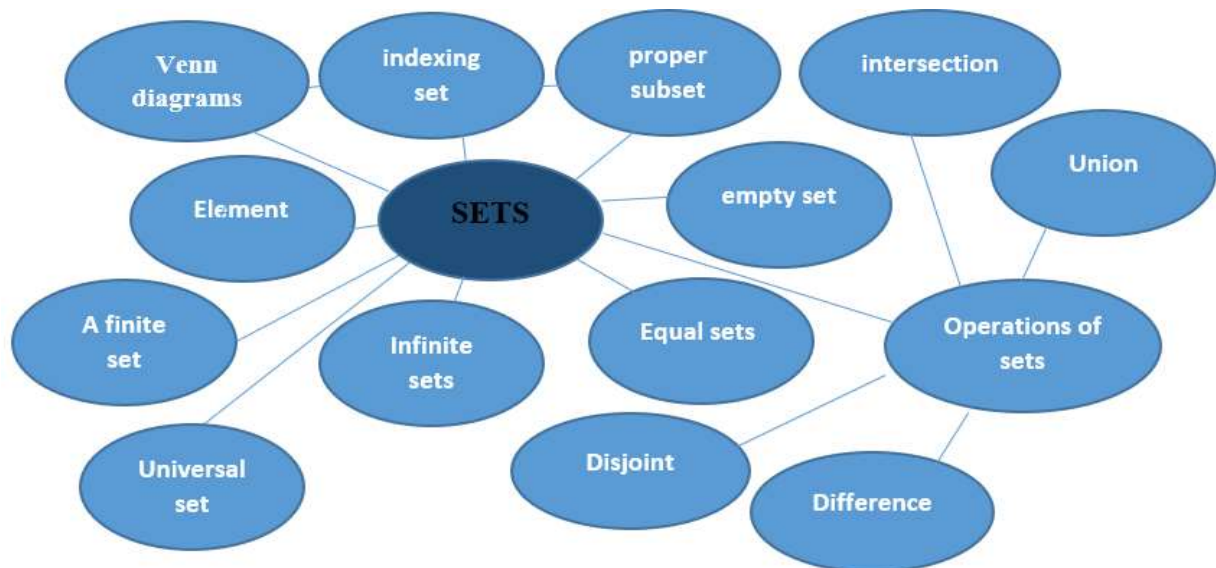 Venn
diagrams
indexing
set
proper
subset
intersection
Union
Element
SETS
empty set
A finite
set
Infinite
sets
Equal sets
Operations of
sets
Universal
set
Disjoint
Difference